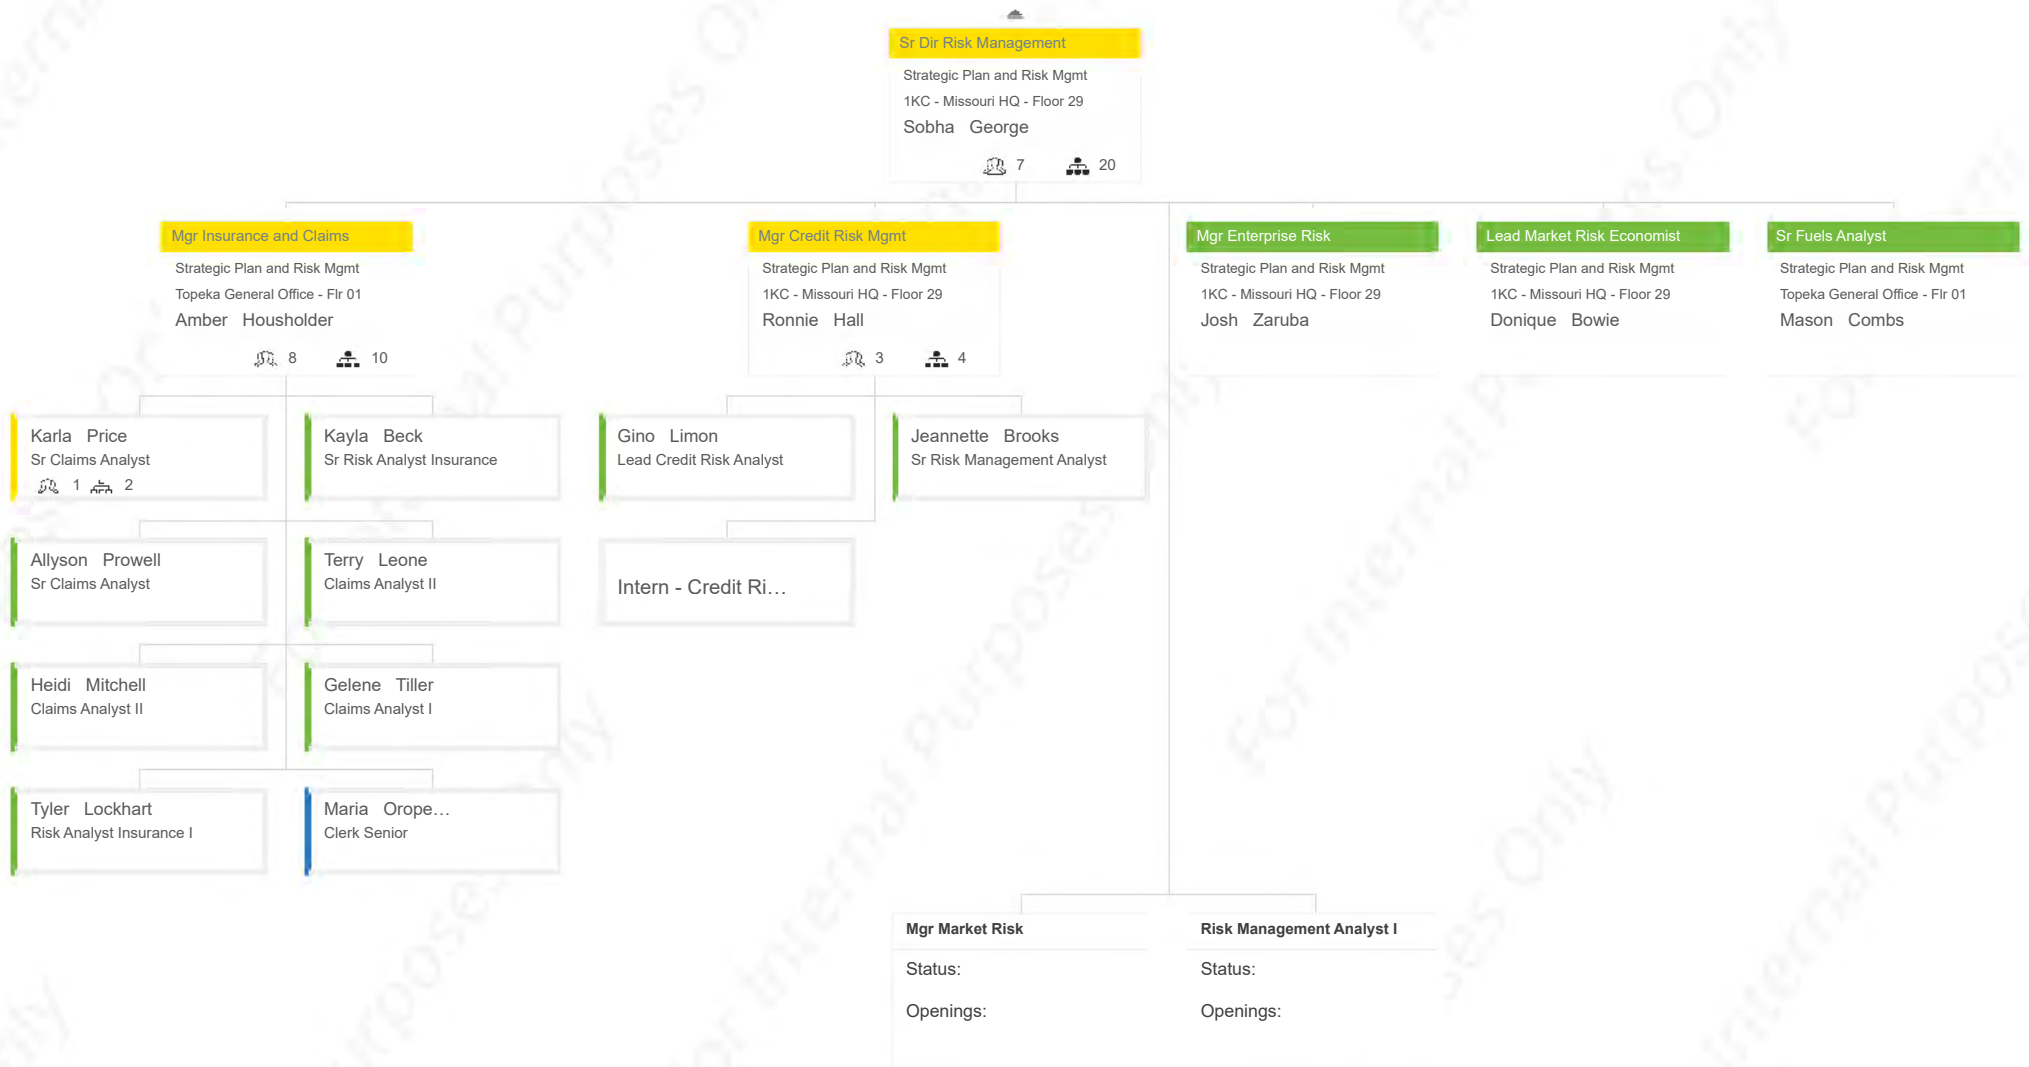 Sr Dir Risk Management
Strategic Plan and Risk Mgmt
1KC - Missouri HQ - Floor 29
Sobha George
7 20
Mgr Insurance and Claims
Strategic Plan and Risk Mgmt
Topeka General Office - Flr 01
Amber Housholder
8 10
Mgr Credit Risk Mgmt
Strategic Plan and Risk Mgmt
1KC - Missouri HQ - Floor 29
Ronnie Hall
3 4
Mgr Enterprise Risk
Strategic Plan and Risk Mgmt
1KC - Missouri HQ - Floor 29
Josh Zaruba
Lead Market Risk Economist
Strategic Plan and Risk Mgmt
1KC - Missouri HQ - Floor 29
Donique Bowie
Sr Fuels Analyst
Strategic Plan and Risk Mgmt
Topeka General Office - Flr 01
Mason Combs
Karla Price
Sr Claims Analyst
1 2
Kayla Beck
Sr Risk Analyst Insurance
Gino Limon
Lead Credit Risk Analyst
Jeannette Brooks
Sr Risk Management Analyst
Allyson Prowell
Sr Claims Analyst
Terry Leone
Claims Analyst II
Intern - Credit Ri…
Heidi Mitchell
Claims Analyst II
Gelene Tiller
Claims Analyst I
Tyler Lockhart
Risk Analyst Insurance I
Maria Orope…
Clerk Senior
Mgr Market Risk
Status:
Openings:
Risk Management Analyst I
Status:
Openings:
For Internal Purposes Only